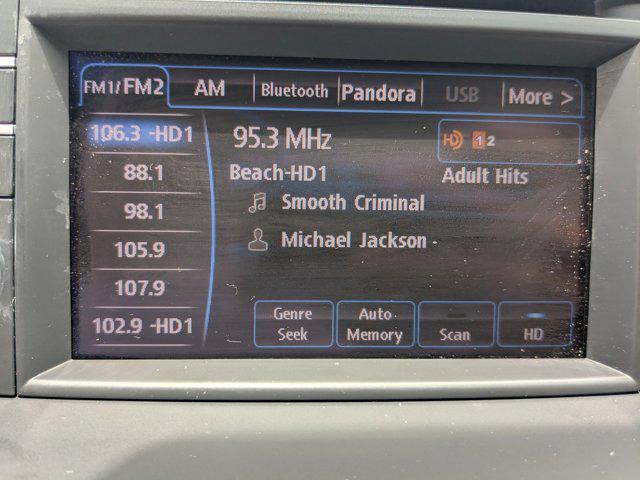 FM1/FM2 AM Bluetooth Pandora USB More >
106.3 -HD1
88.1
98.1
105.9
107.9
102.9 -HD1
95.3 MHz
HD 1 2
Beach-HD1
Adult Hits
Smooth Criminal
Michael Jackson -
Genre Seek
Auto Memory
Scan
HD